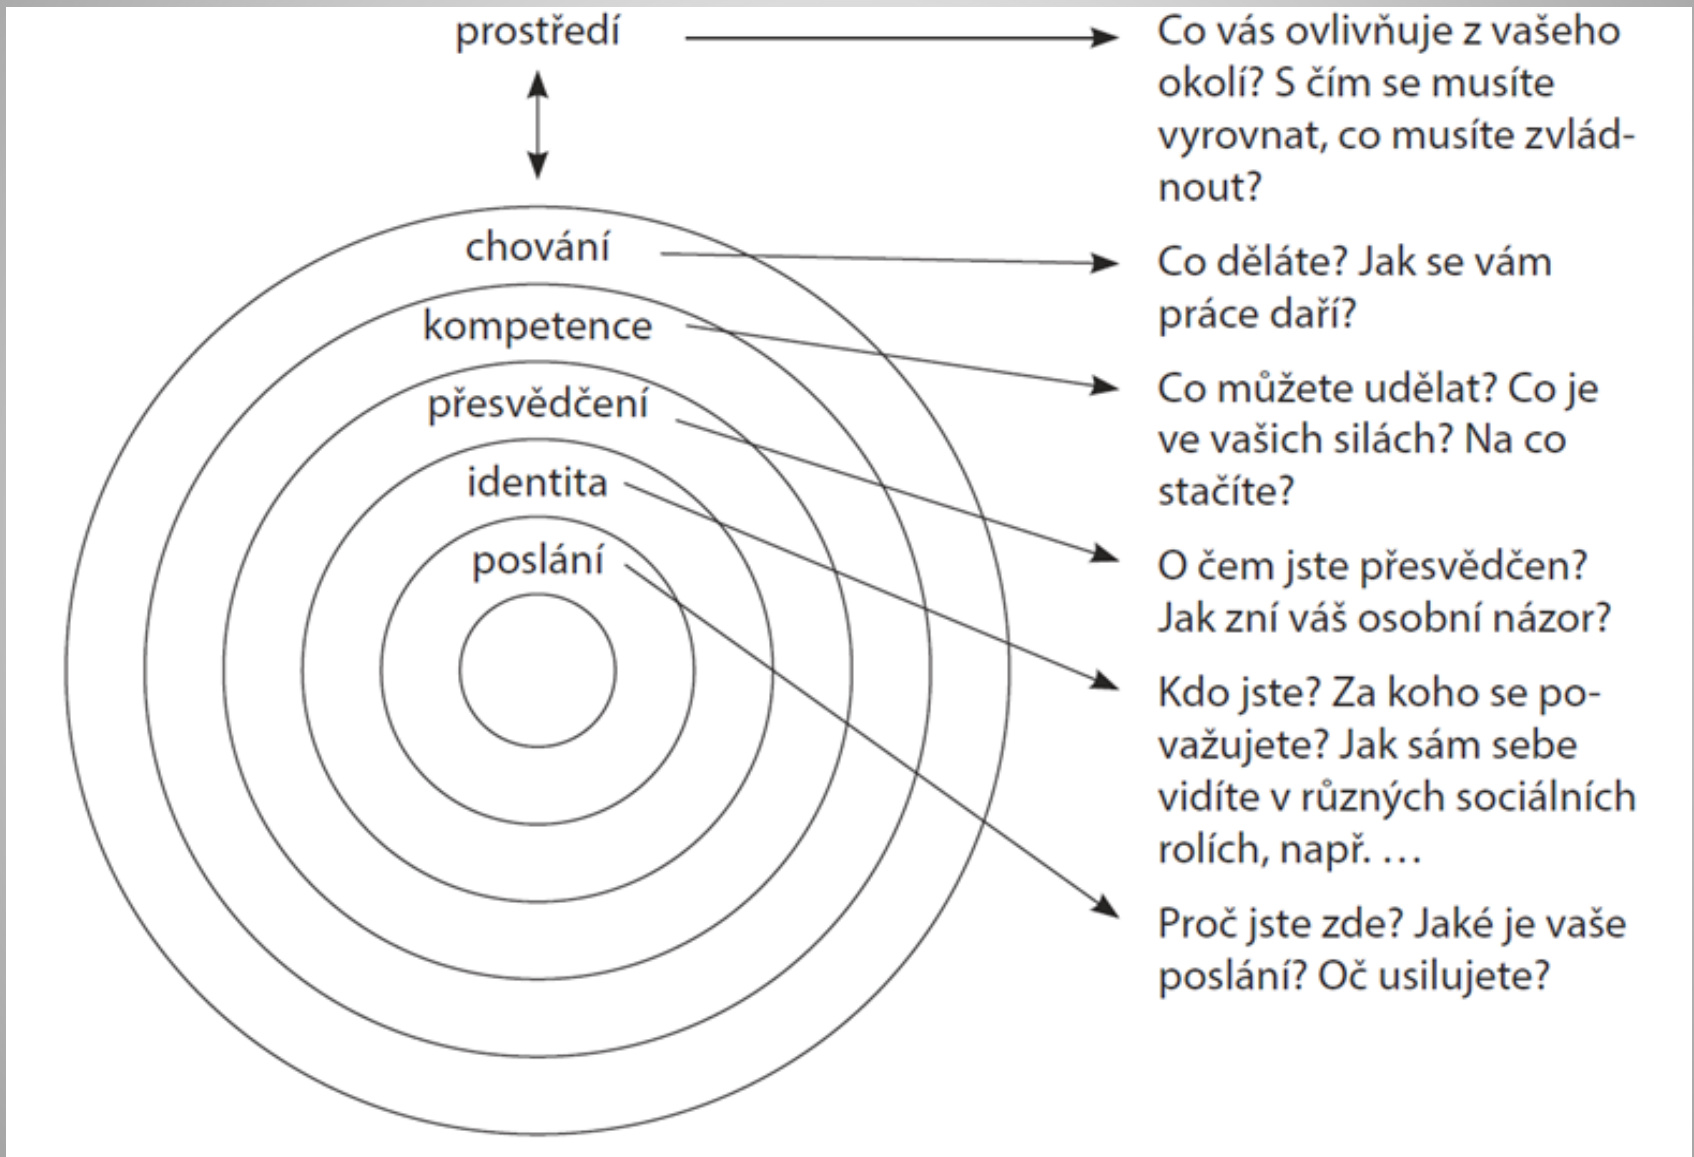 prostředí
chování
kompetence
přesvědčení
identita
poslání
Co vás ovlivňuje z vašeho
okolí? S čím se musíte
vyrovnat, co musíte zvlád-
nout?
Co děláte? Jak se vám
práce daří?
Co můžete udělat? Co je
ve vašich silách? Na co
stačíte?
O čem jste přesvědčen?
Jak zní váš osobní názor?
Kdo jste? Za koho se po-
važujete? Jak sám sebe
vidíte v různých sociálních
rolích, např. …
Proč jste zde? Jaké je vaše
poslání? Oč usilujete?